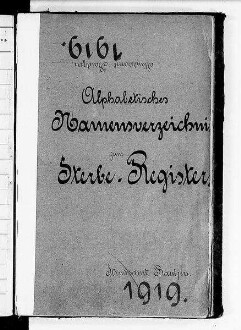 1919.
Alphabetisches
Namensverzeichni
zum
Sterbe-Register.
1919.